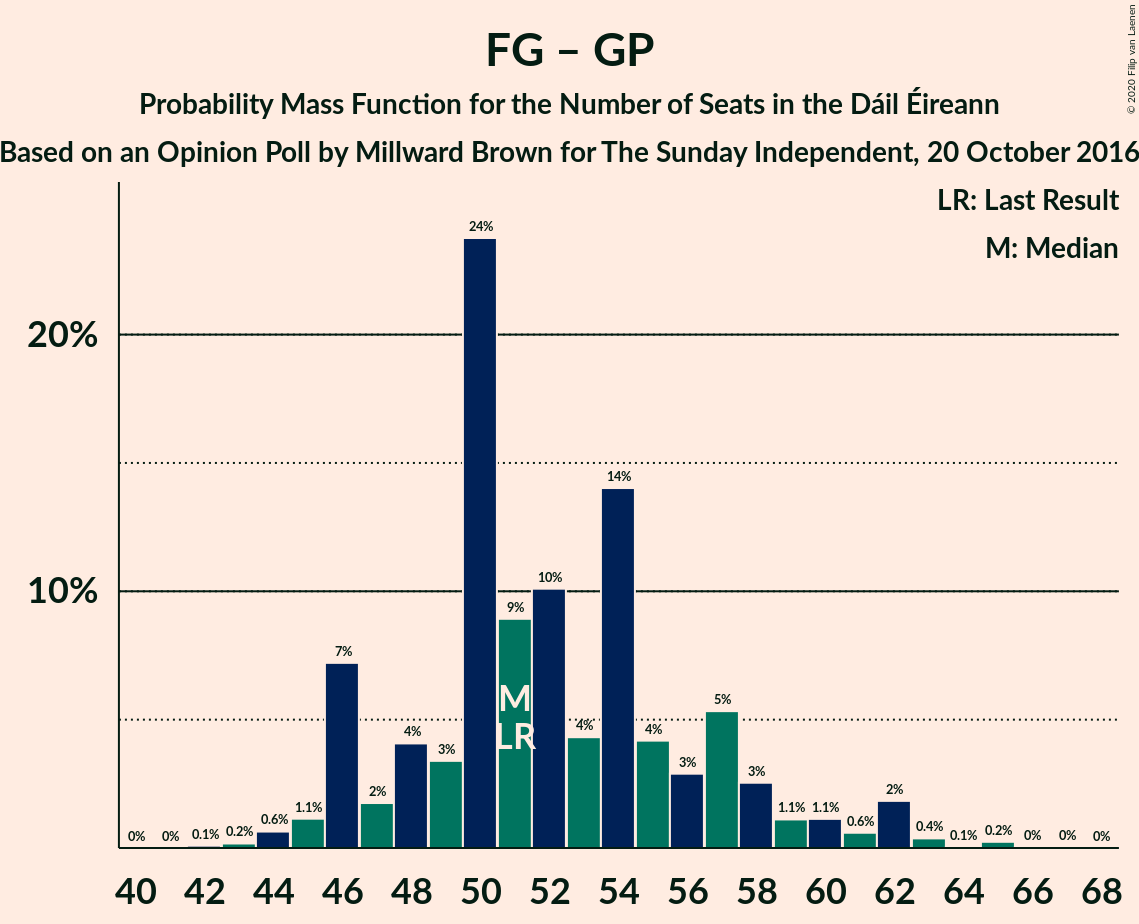 FG – GP
Probability Mass Function for the Number of Seats in the Dáil Éireann
Based on an Opinion Poll by Millward Brown for The Sunday Independent, 20 October 2016
© 2020 Filip van Laenen
LR: Last Result
M: Median
20%
10%
0% 0% 0.1% 0.2% 0.6% 1.1% 7% 2% 4% 3% 24% 9% 10% 4% 14% 4% 3% 5% 3% 1.1% 1.1% 0.6% 2% 0.4% 0.1% 0.2% 0% 0% 0%
M
LR
40 42 44 46 48 50 52 54 56 58 60 62 64 66 68